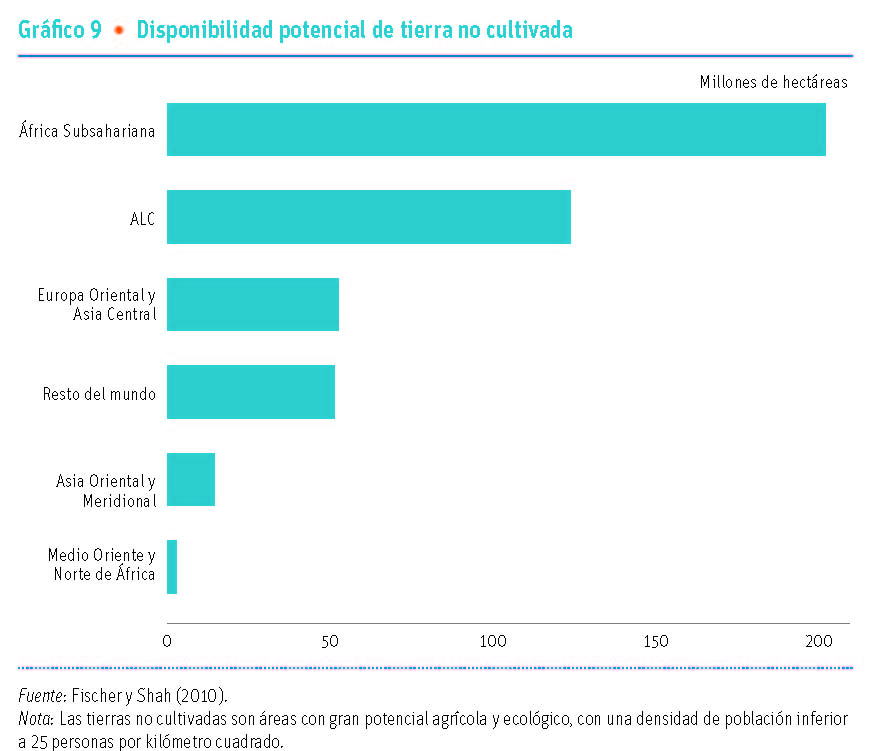 Gráfico 9 • Disponibilidad potencial de tierra no cultivada
Millones de hectáreas
África Subsahariana
ALC
Europa Oriental y
Asia Central
Resto del mundo
Asia Oriental y
Meridional
Medio Oriente y
Norte de África
0 50 100 150 200
Fuente: Fischer y Shah (2010).
Nota: Las tierras no cultivadas son áreas con gran potencial agrícola y ecológico, con una densidad de población inferior
a 25 personas por kilómetro cuadrado.